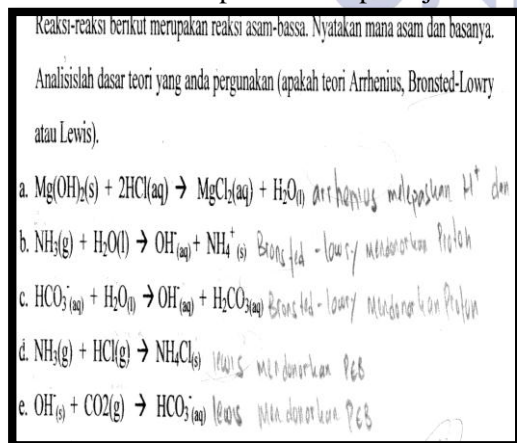 Reaksi-reaksi berikut merupakan reaksi asam-bassa. Nyatakan mana asam dan basanya.
Analisislah dasar teori yang anda pergunakan (apakah teori Arrhenius, Bronsted-Lowry
atau Lewis).
a. Mg(OH)₂(s) + 2HCl(aq) → MgCl₂(aq) + H₂O(l) arrhenius melepaskan H⁺ dan
b. NH₃(g) + H₂O(l) → OH⁻(aq) + NH₄⁺(s) Bronsted - lowry mendonorkan Proton
c. HCO₃⁻(aq) + H₂O(l) → OH⁻(aq) + H₂CO₃(aq) Bronsted - lowry Mendonorkan Proton
d. NH₃(g) + HCl(g) → NH₄Cl(s) lewis mendonorkan PEB
e. OH⁻(s) + CO2(g) → HCO₃⁻(aq) lewis Mendonorkan PEB